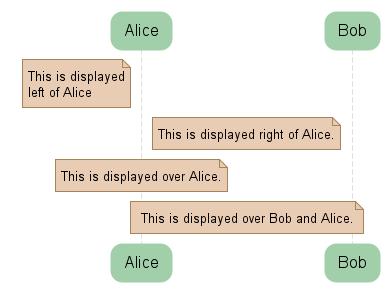 Alice
Bob
This is displayed
left of Alice
This is displayed right of Alice.
This is displayed over Alice.
This is displayed over Bob and Alice.
Alice
Bob